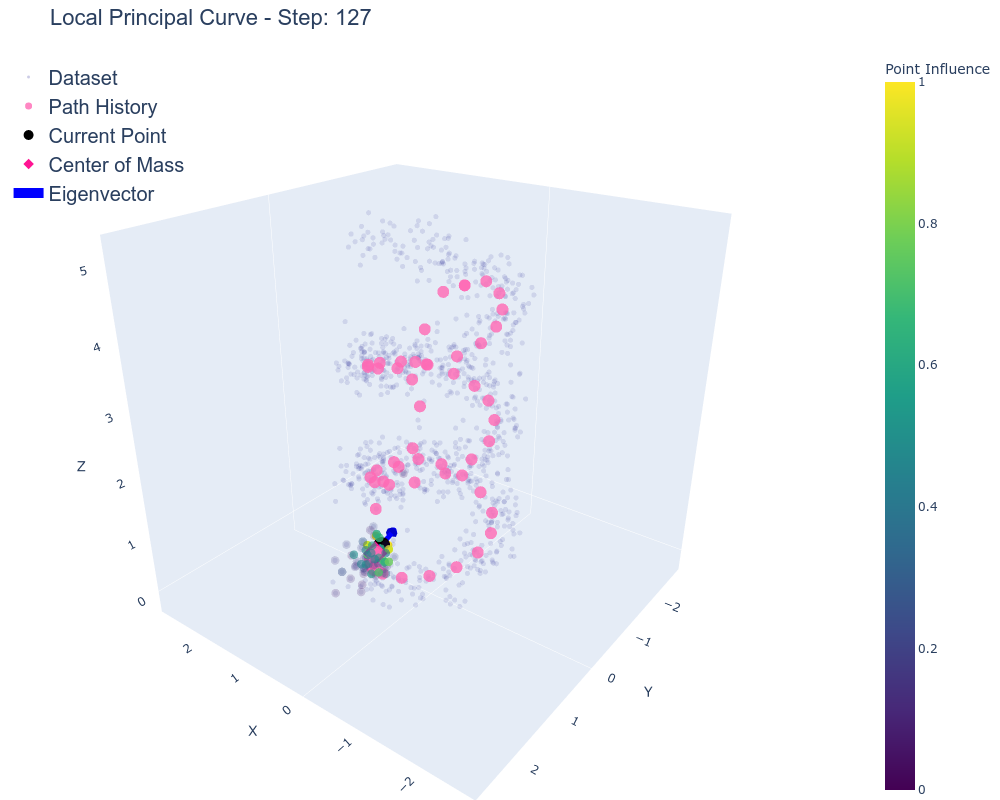 Local Principal Curve - Step: 127
Dataset
Path History
Current Point
Center of Mass
Eigenvector
Point Influence
1
0.8
0.6
0.4
0.2
0
5
4
3
Z
2
1
0
2
1
0
X
−1
−2
−2
−1
0
Y
1
2